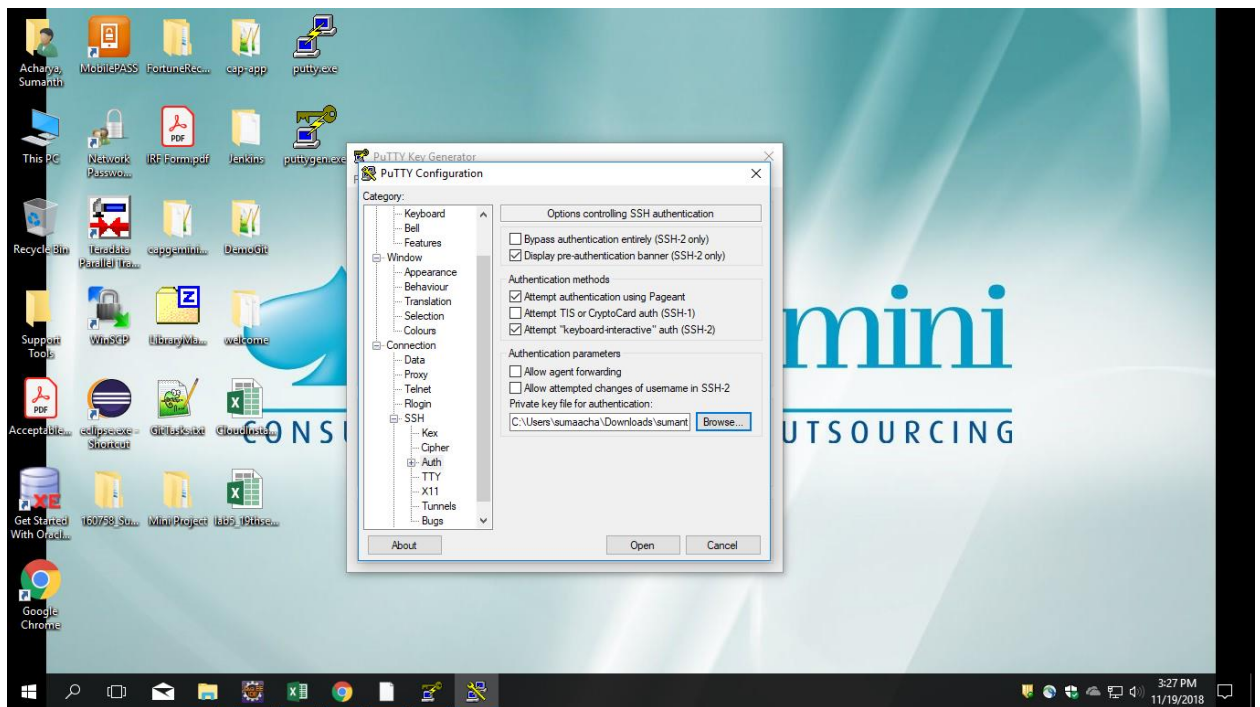 Acharya,
Sumanth
MobilePASS
FortuneRec...
cap-app
putty.exe
This PC
Network
Passwo...
PDF
IRF Form.pdf
Jenkins
puttygen.exe
Recycle Bin
Teradata
Parallel Tra...
capgemini...
DemoGit
Support
Tools
WinSCP
Z
LibraryMa...
welcome
PDF
Acceptable...
eclipse.exe -
Shortcut
GitTasks.txt
XE
Get Started
With Oracl...
160758_Su...
Mini Project
Google
Chrome
mini
CONSU
UTSOURCING
PuTTY Key Generator
PuTTY Configuration
Category:
Keyboard
Bell
Features
Window
Appearance
Behaviour
Translation
Selection
Colours
Connection
Data
Proxy
Telnet
Rlogin
SSH
Kex
Cipher
Auth
TTY
X11
Tunnels
Bugs
Options controlling SSH authentication
Bypass authentication entirely (SSH-2 only)
Display pre-authentication banner (SSH-2 only)
Authentication methods
Attempt authentication using Pageant
Attempt TIS or CryptoCard auth (SSH-1)
Attempt "keyboard-interactive" auth (SSH-2)
Authentication parameters
Allow agent forwarding
Allow attempted changes of username in SSH-2
Private key file for authentication:
C:\Users\sumaacha\Downloads\sumant
Browse...
About
Open
Cancel
3:27 PM
11/19/2018